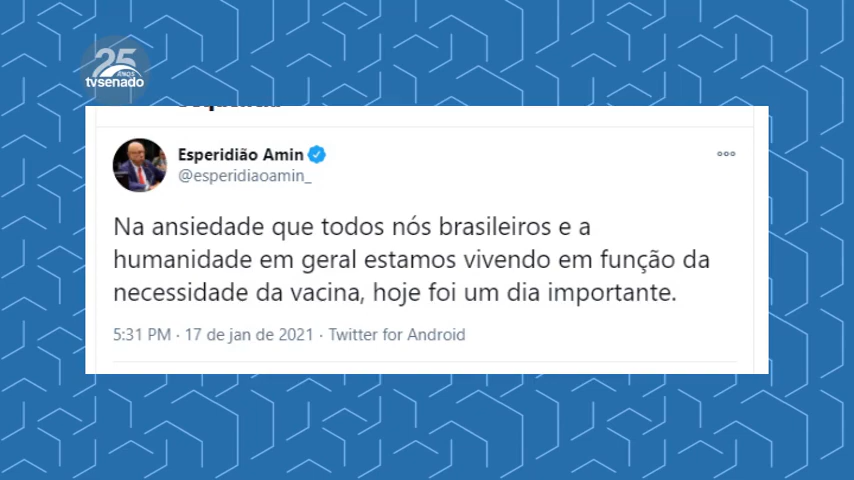 25
ANOS
tvsenado
Esperidião Amin
@esperidiaoamin_
Na ansiedade que todos nós brasileiros e a
humanidade em geral estamos vivendo em função da
necessidade da vacina, hoje foi um dia importante.
5:31 PM · 17 de jan de 2021 · Twitter for Android